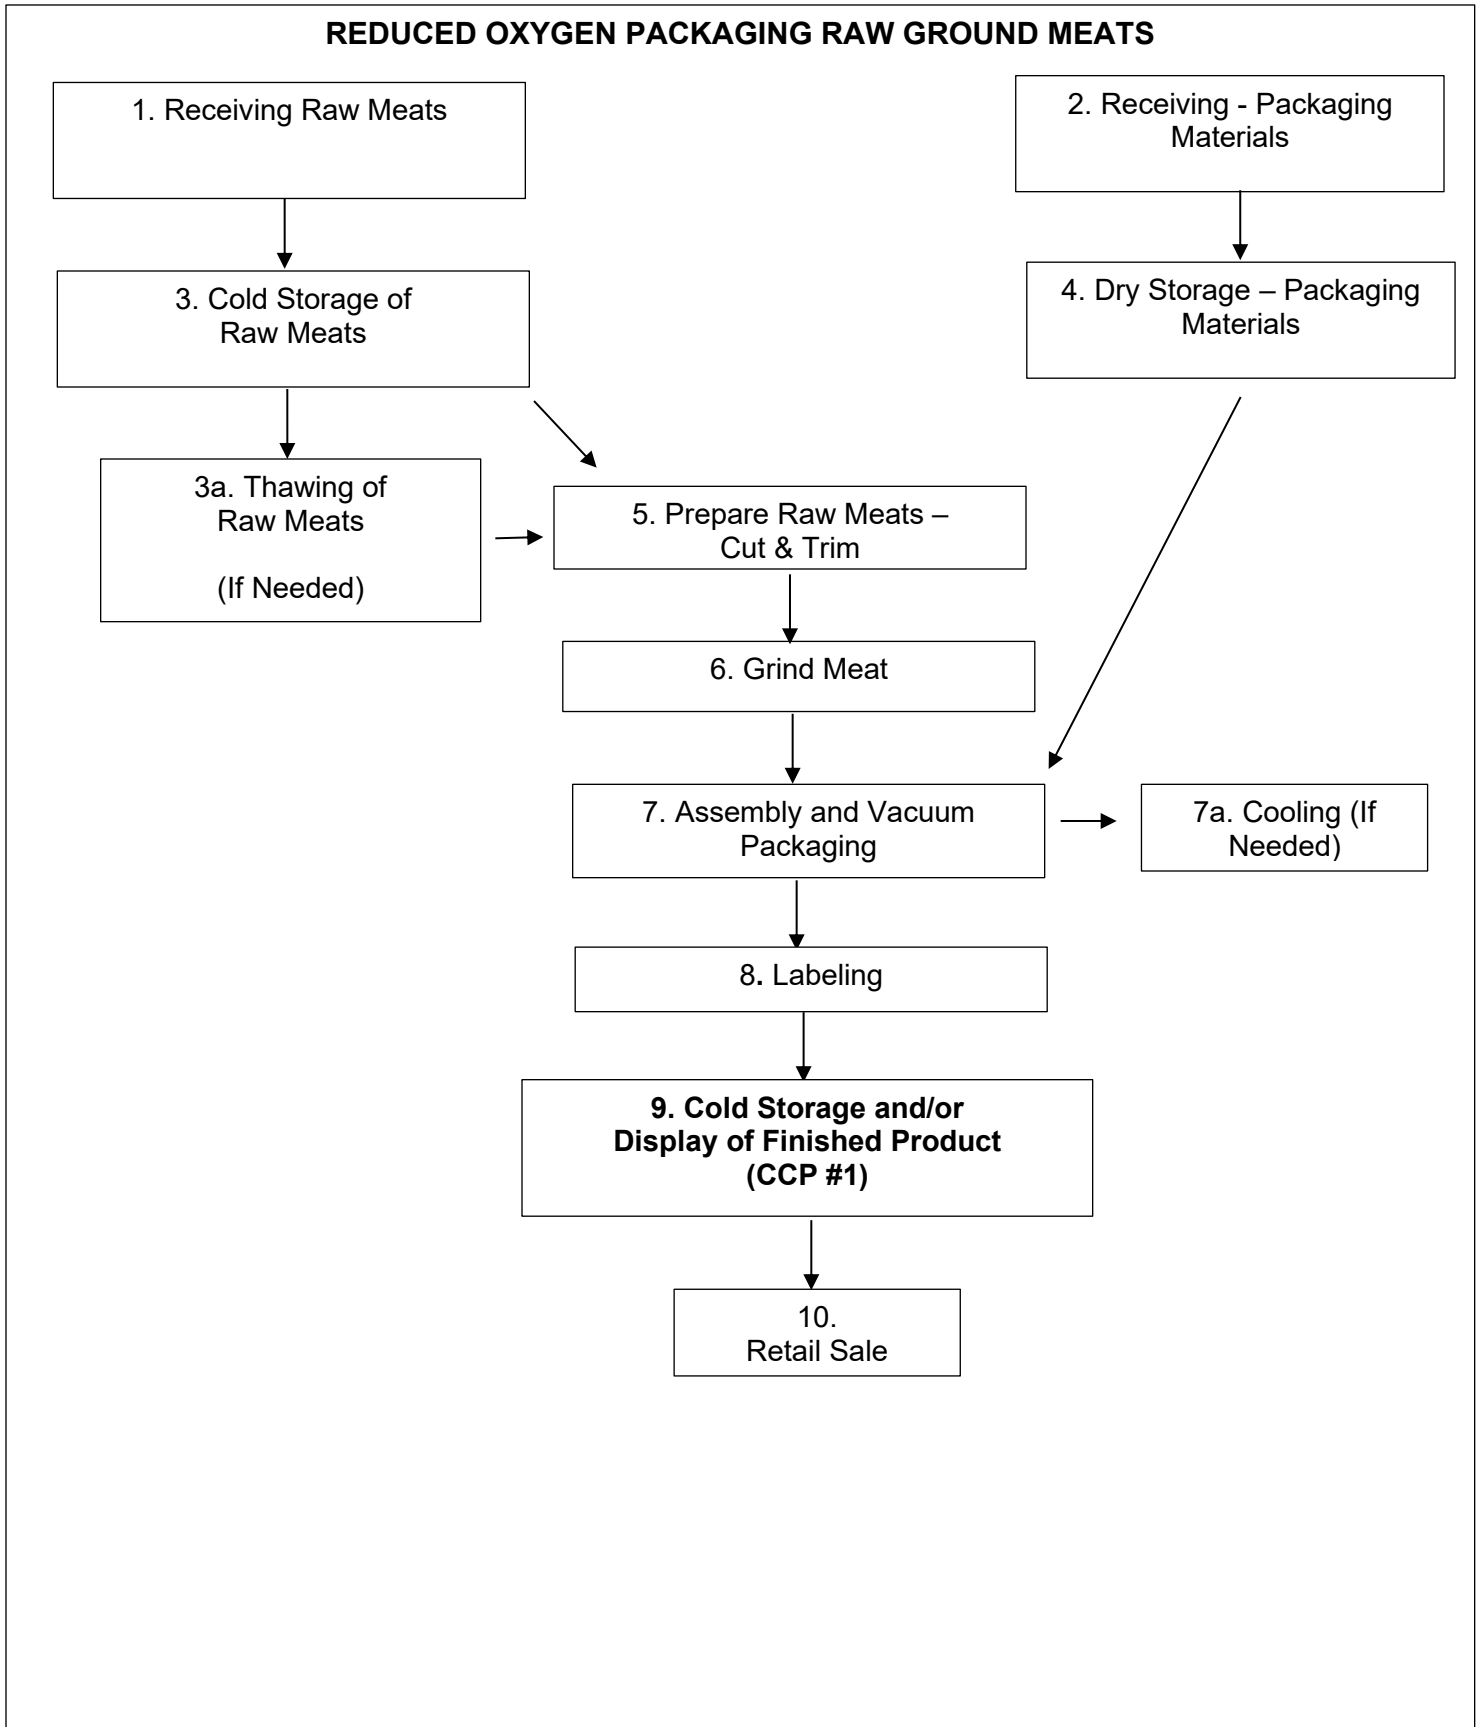 REDUCED OXYGEN PACKAGING RAW GROUND MEATS
1. Receiving Raw Meats
2. Receiving - Packaging
Materials
3. Cold Storage of
Raw Meats
4. Dry Storage – Packaging
Materials
3a. Thawing of
Raw Meats
(If Needed)
5. Prepare Raw Meats –
Cut & Trim
6. Grind Meat
7. Assembly and Vacuum
Packaging
7a. Cooling (If
Needed)
8. Labeling
9. Cold Storage and/or
Display of Finished Product
(CCP #1)
10.
Retail Sale